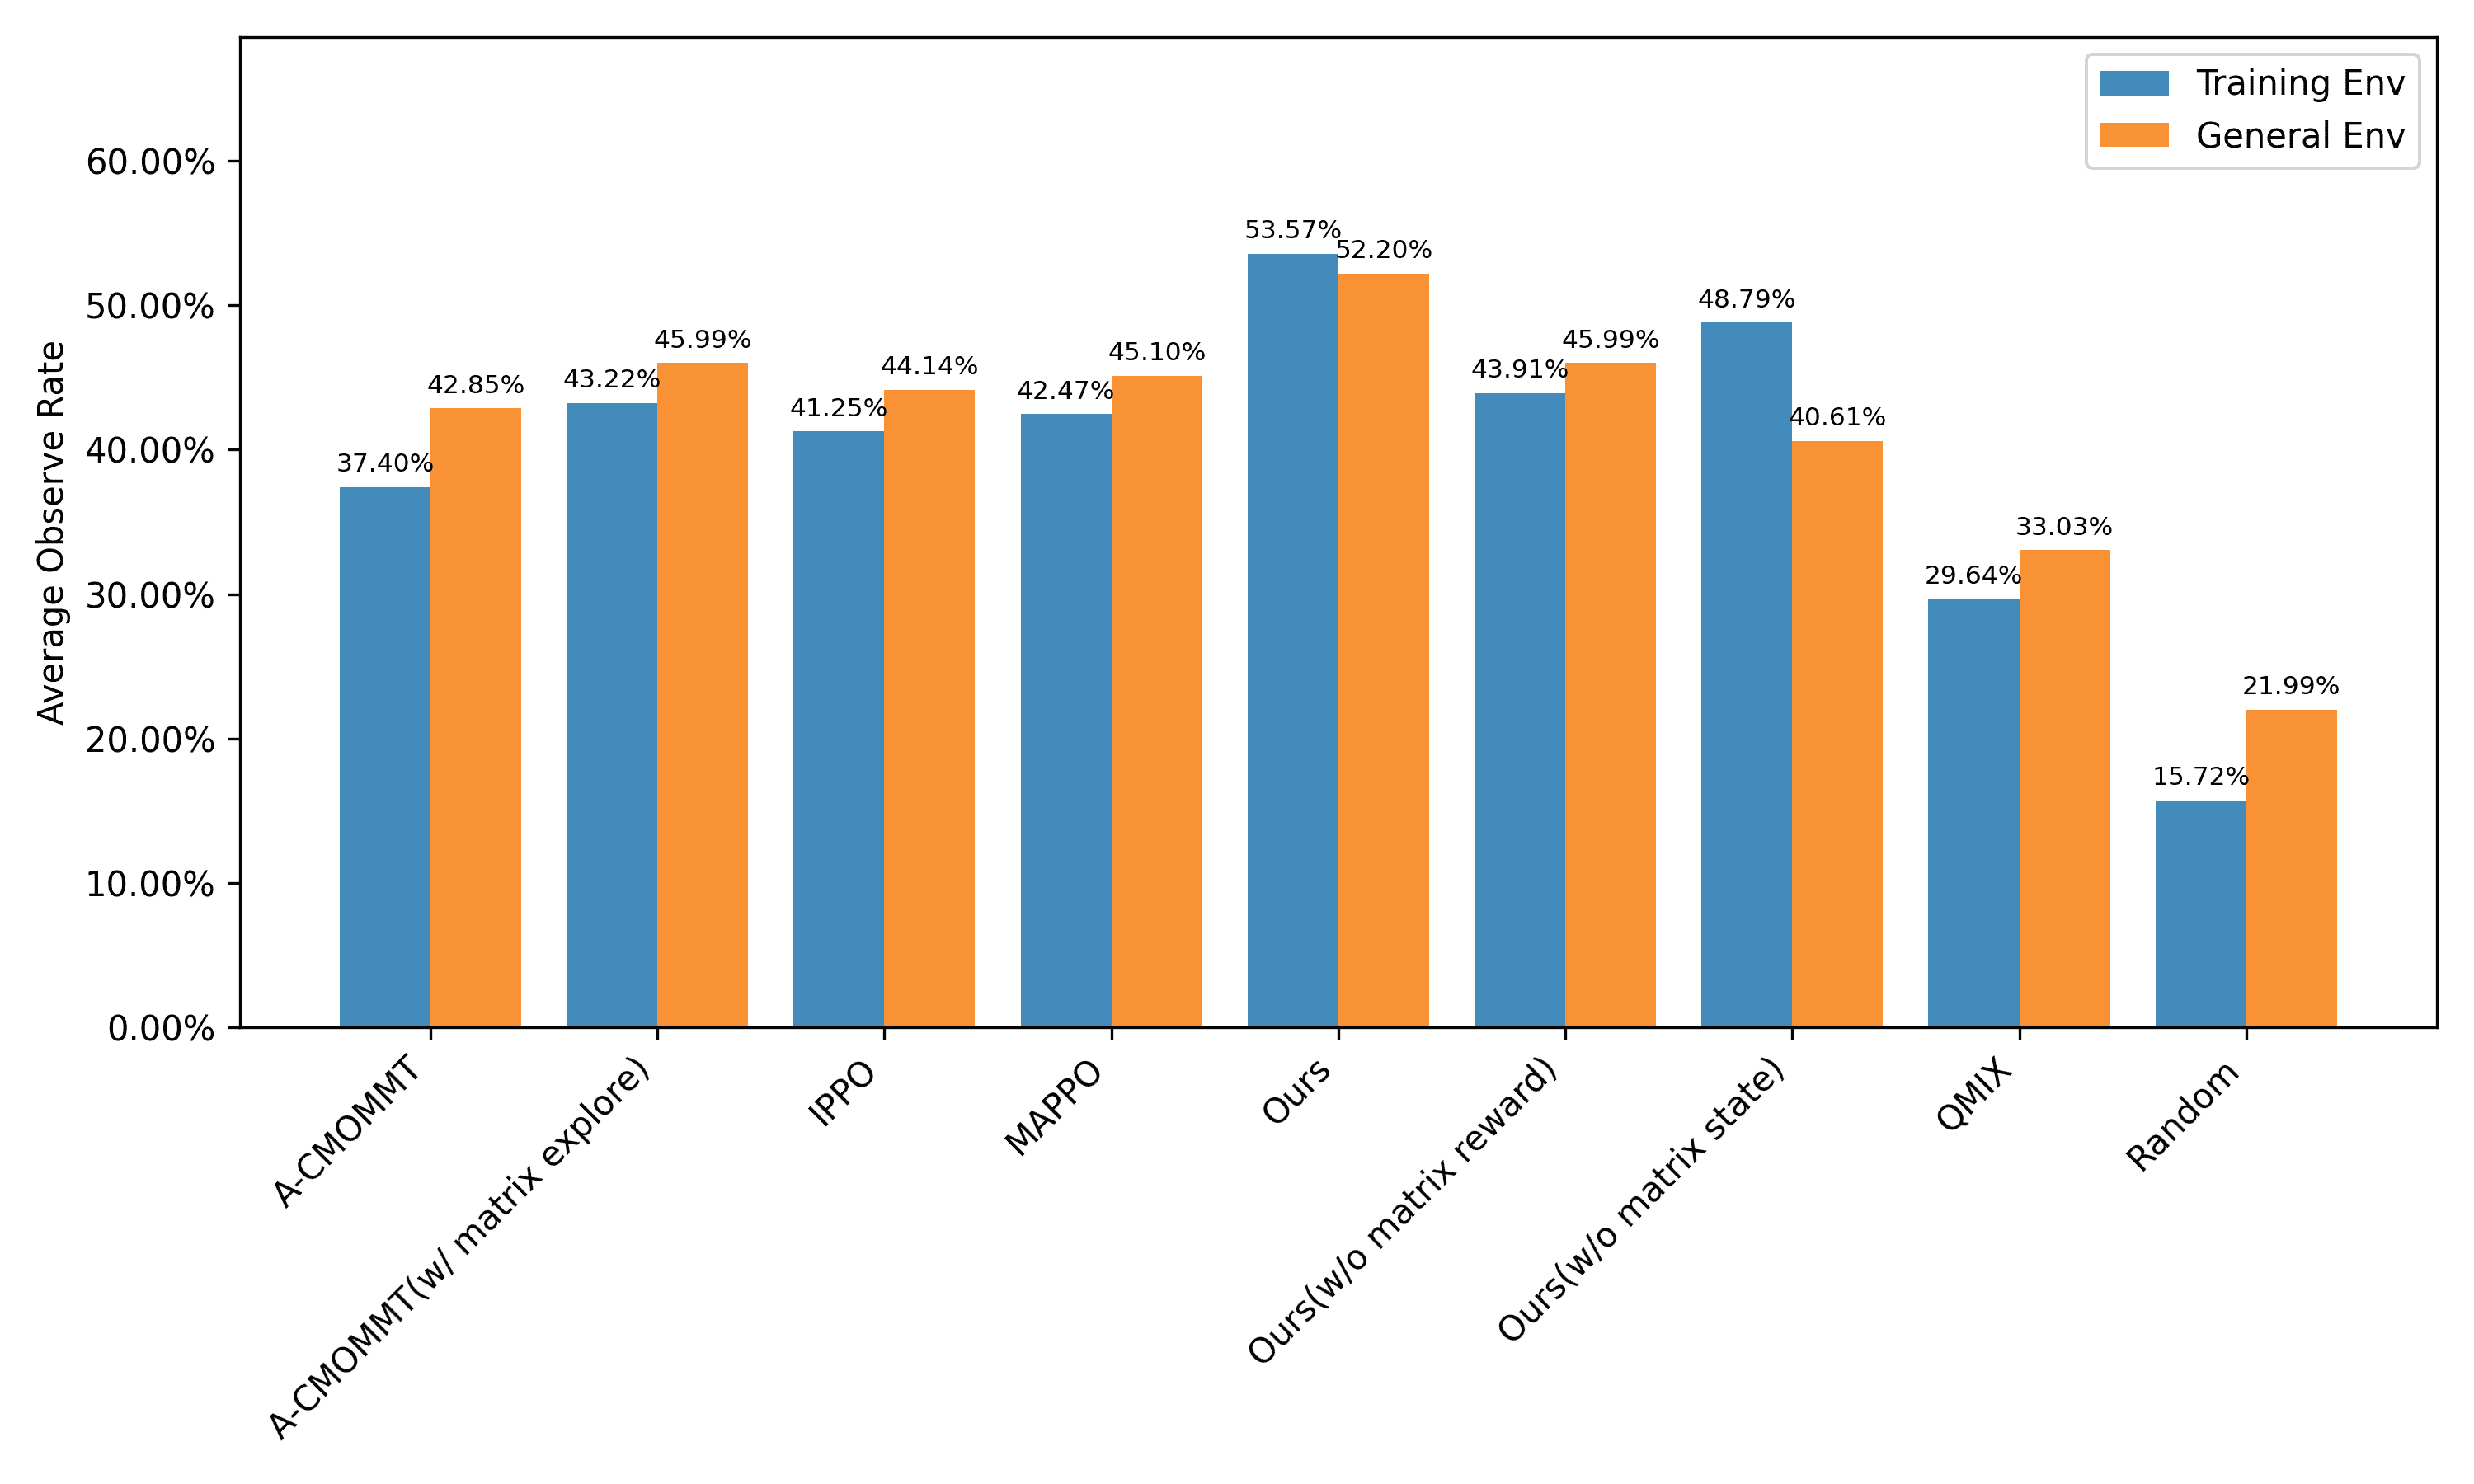 Training Env
General Env
Average Observe Rate
60.00%
50.00%
40.00%
30.00%
20.00%
10.00%
0.00%
37.40%
42.85%
43.22%
45.99%
41.25%
44.14%
42.47%
45.10%
53.57%
52.20%
43.91%
45.99%
48.79%
40.61%
29.64%
33.03%
15.72%
21.99%
A-CMOMMT
A-CMOMMT(w/ matrix explore)
IPPO
MAPPO
Ours
Ours(w/o matrix reward)
Ours(w/o matrix state)
QMIX
Random